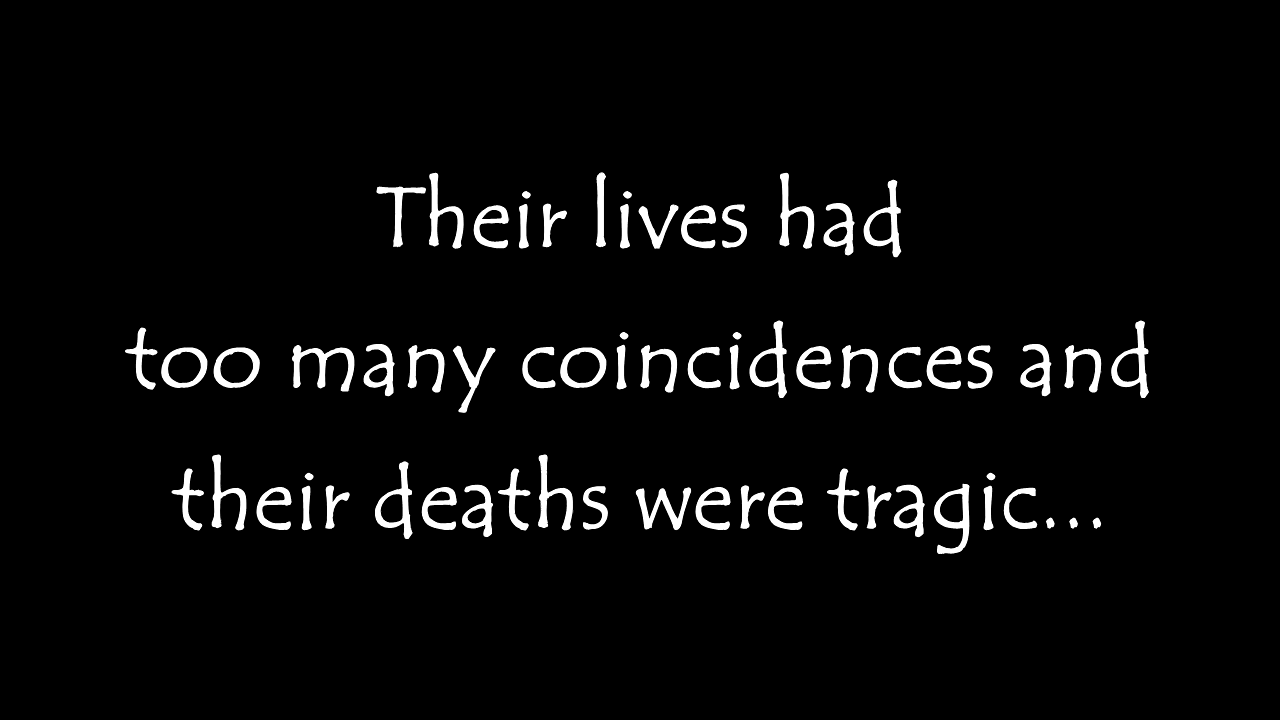 Their lives had
too many coincidences and
their deaths were tragic...